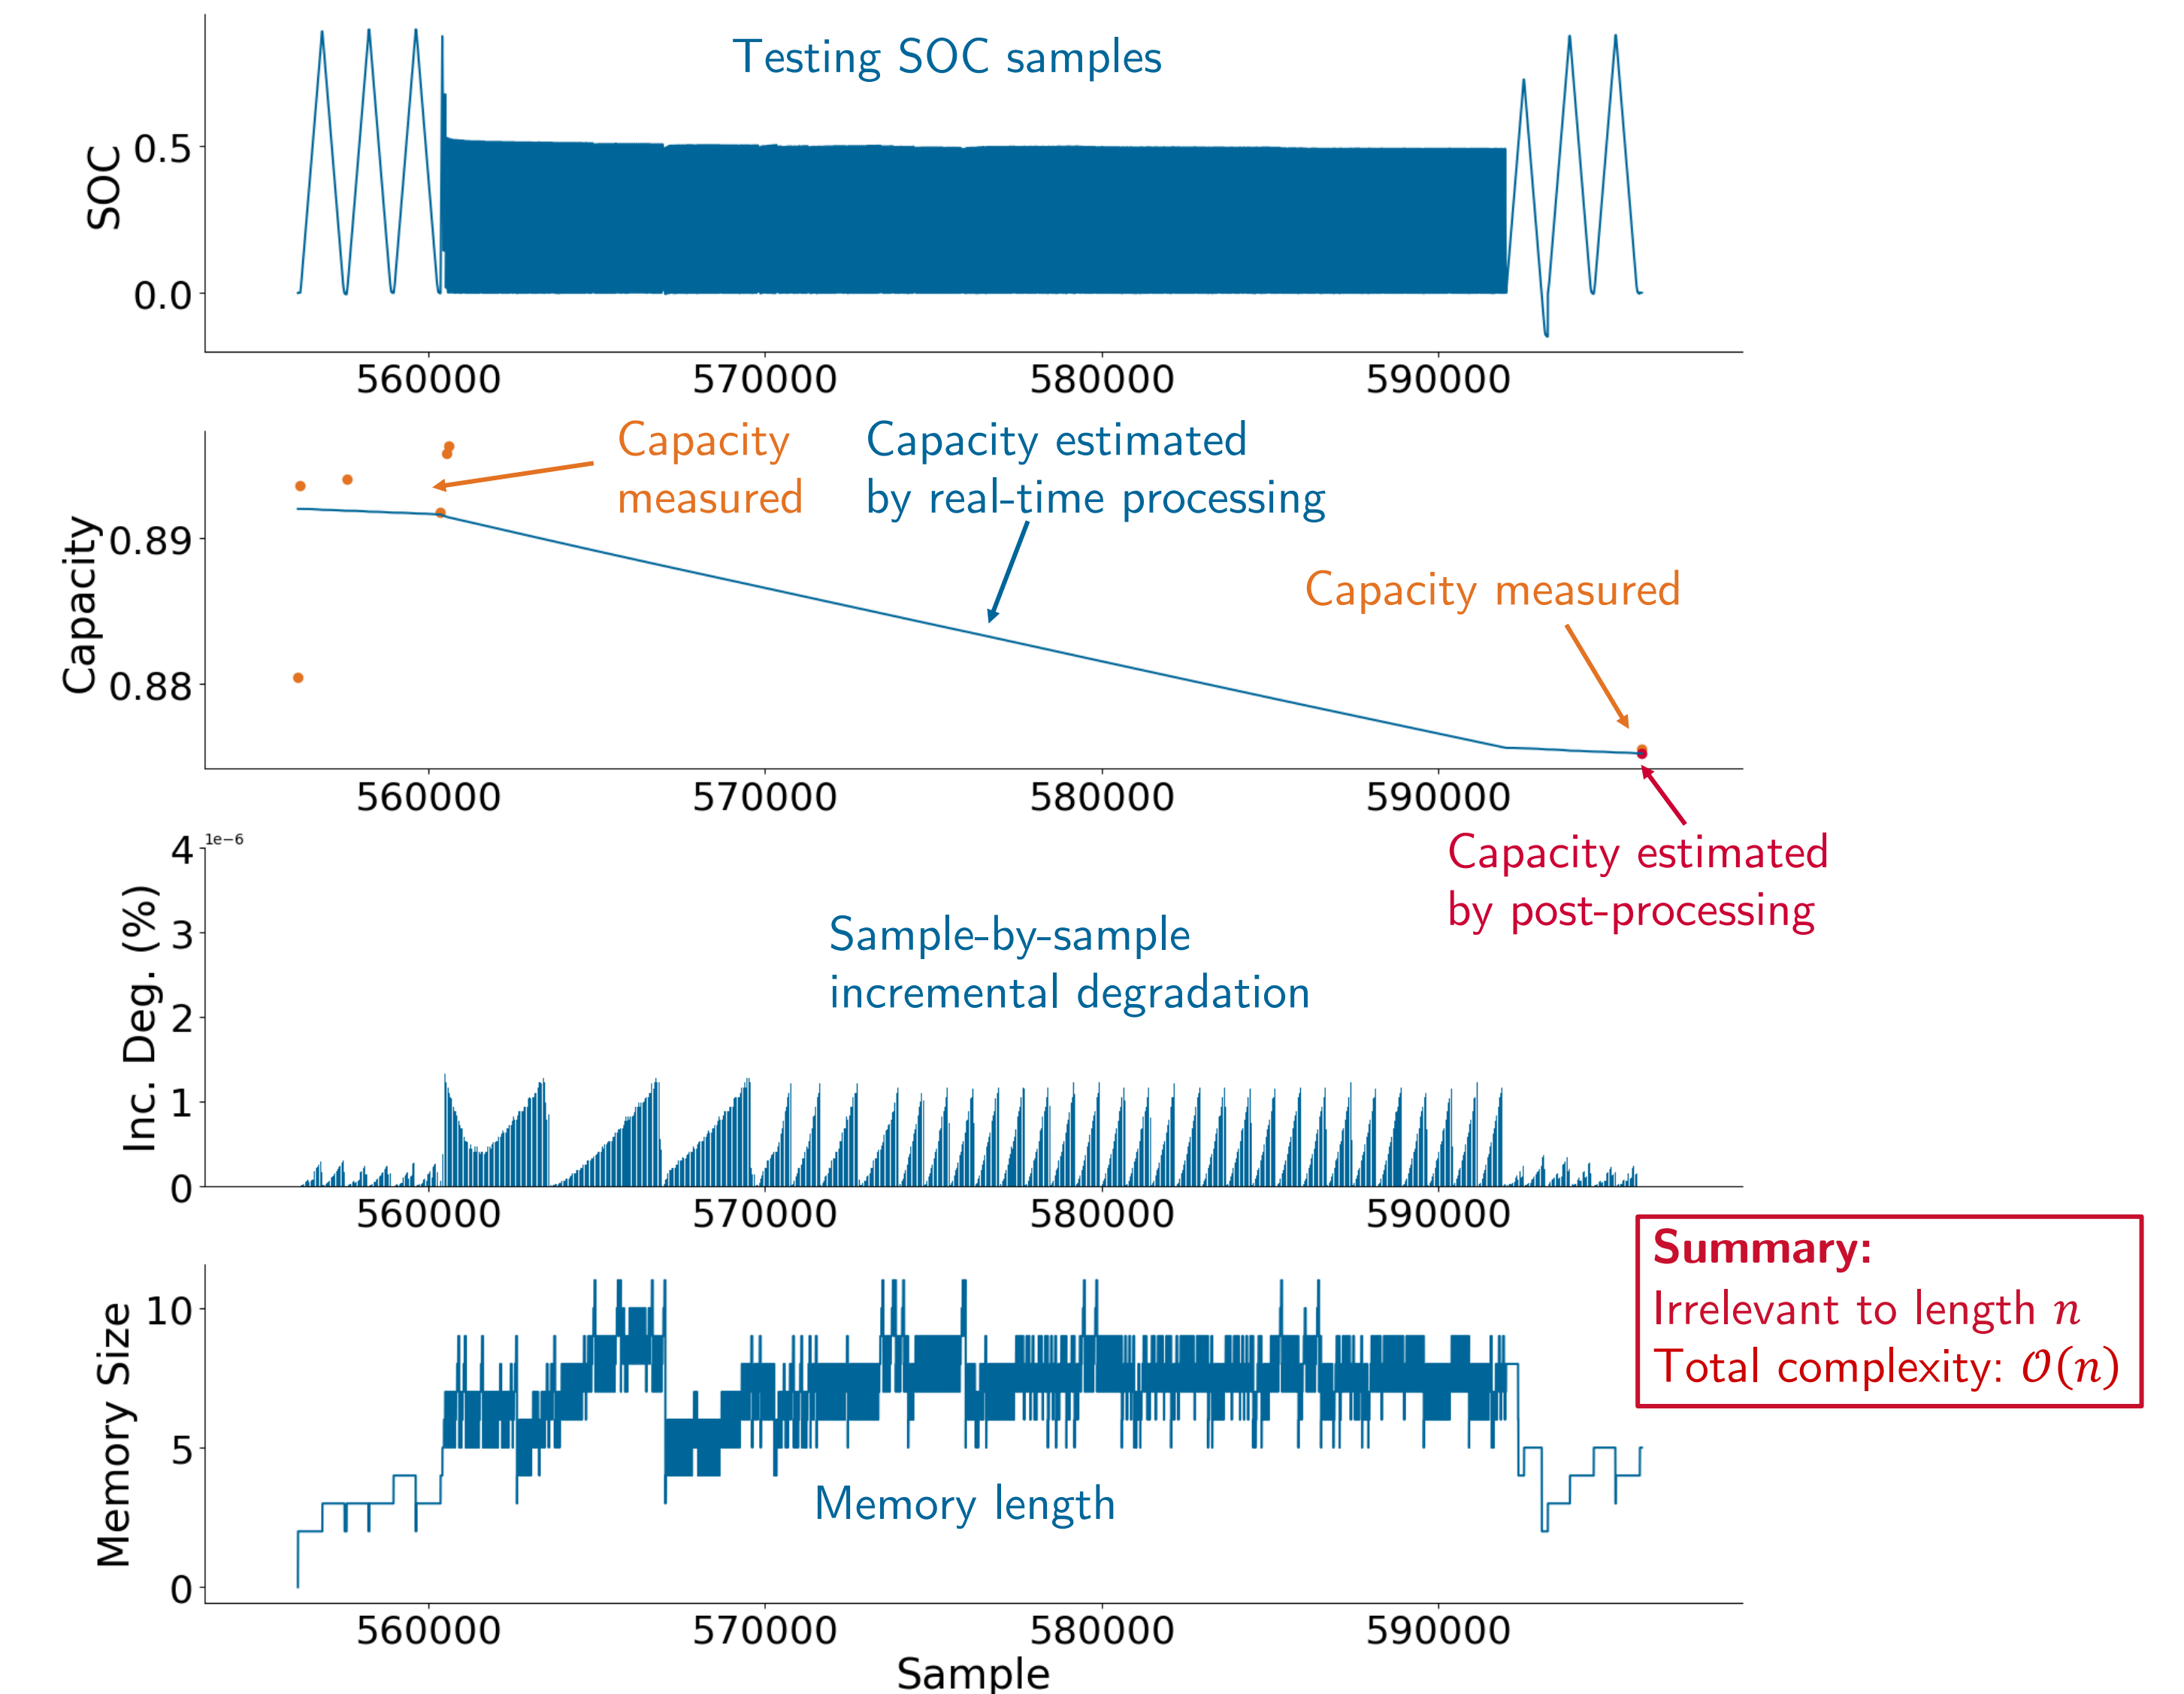 Testing SOC samples
SOC
0.5
0.0
560000 570000 580000 590000
Capacity
measured
Capacity estimated
by real-time processing
Capacity measured
Capacity
0.89
0.88
560000 570000 580000 590000
Capacity estimated
by post-processing
1e−6
Inc. Deg. (%)
4
3
2
1
0
Sample-by-sample
incremental degradation
560000 570000 580000 590000
Summary:
Irrelevant to length n
Total complexity: 𝒪(n)
Memory Size
10
5
0
Memory length
560000 570000 580000 590000
Sample